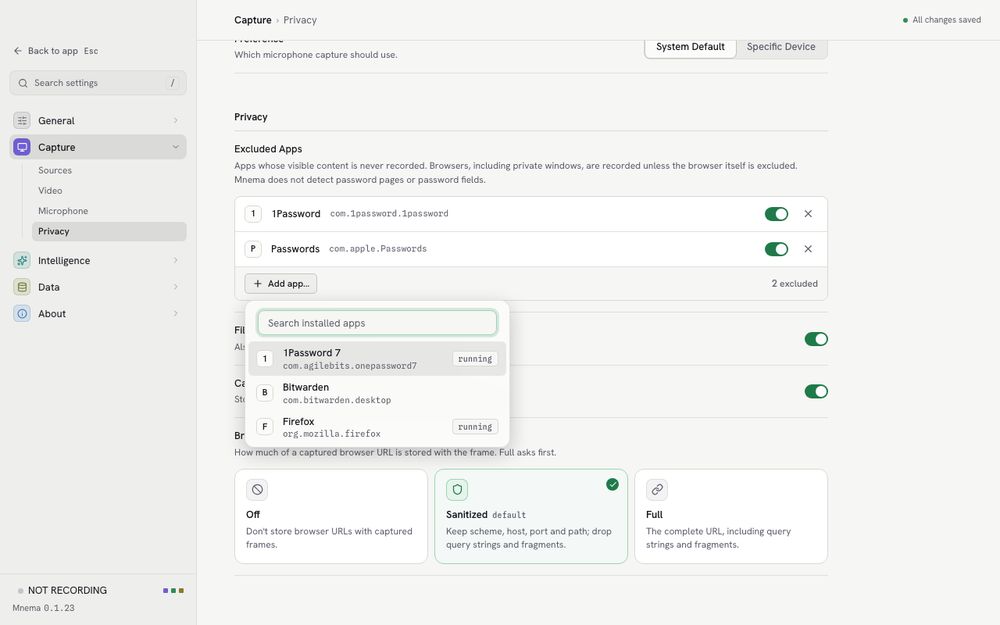 Capture › Privacy
All changes saved
Back to app Esc
Search settings /
General
Capture
Sources
Video
Microphone
Privacy
Intelligence
Data
About
NOT RECORDING
Mnema 0.1.23
Preference
Which microphone capture should use.
System Default
Specific Device
Privacy
Excluded Apps
Apps whose visible content is never recorded. Browsers, including private windows, are recorded unless the browser itself is excluded.
Mnema does not detect password pages or password fields.
1 1Password com.1password.1password
P Passwords com.apple.Passwords
+ Add app...
2 excluded
Search installed apps
1 1Password 7 running
com.agilebits.onepassword7
B Bitwarden
com.bitwarden.desktop
F Firefox running
org.mozilla.firefox
How much of a captured browser URL is stored with the frame. Full asks first.
Off
Don't store browser URLs with captured
frames.
Sanitized default
Keep scheme, host, port and path; drop
query strings and fragments.
Full
The complete URL, including query
strings and fragments.